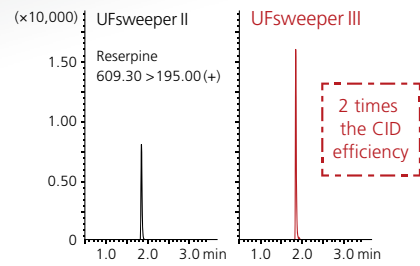 (×10,000)
UFsweeper II
UFsweeper III
Reserpine
609.30 >195.00 (+)
1.50
1.00
0.50
0
2 times
the CID
efficiency
1.0 2.0 3.0 min
1.0 2.0 3.0 min